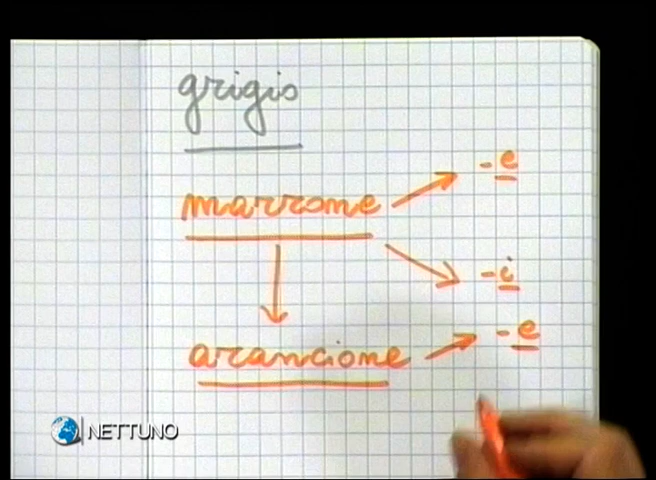 grigio
-e
marrone
-i
-e
arancione
NETTUNO